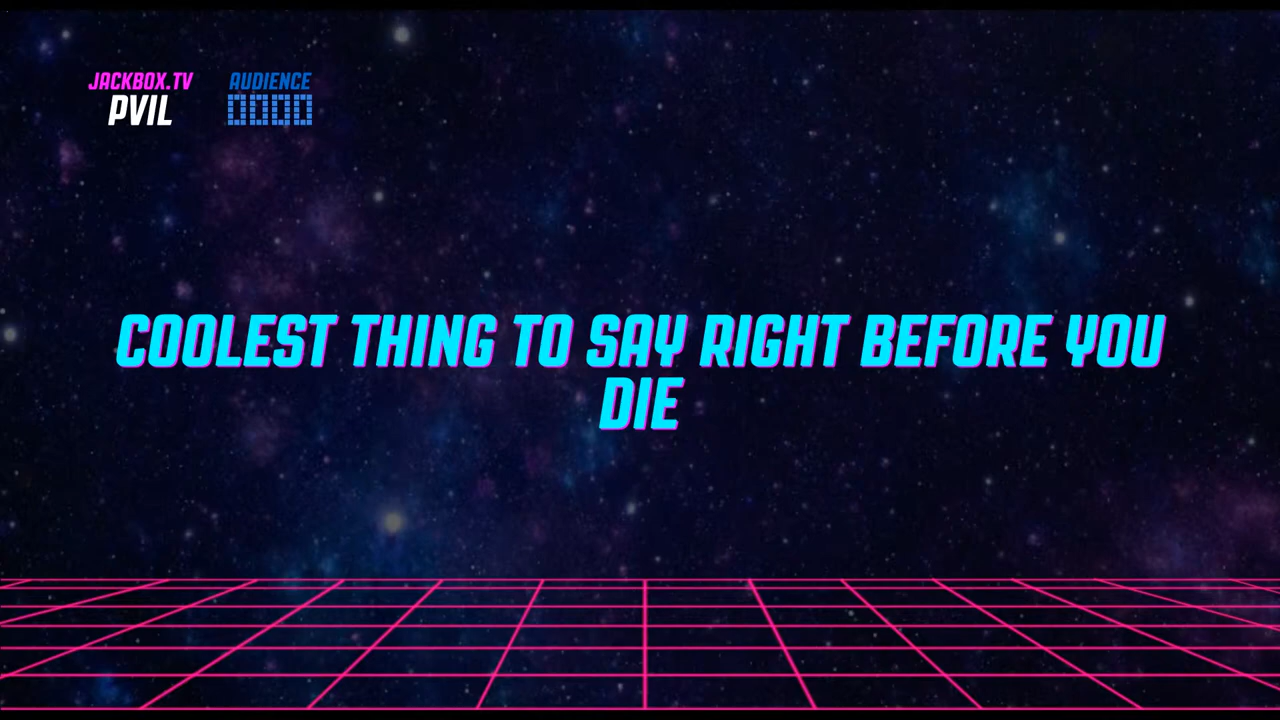 JACKBOX.TV
PVIL
AUDIENCE
0000
COOLEST THING TO SAY RIGHT BEFORE YOU
DIE